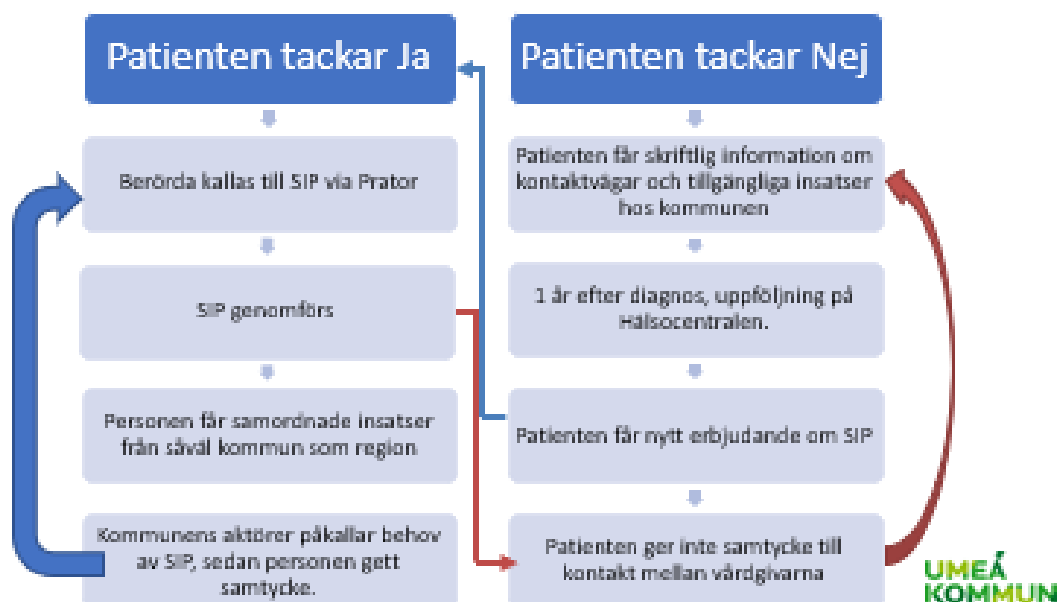 Patienten tackar Ja
Berörda kallas till SIP via Prator
SIP genomförs
Personen får samordnade insatser
från såväl kommun som region
Kommunens aktörer påkallar behov
av SIP, sedan personen gett
samtycke.
Patienten tackar Nej
Patienten får skriftlig information om
kontaktvägar och tillgängliga insatser
hos kommunen
1 år efter diagnos, uppföljning på
Hälsocentralen.
Patienten får nytt erbjudande om SIP
Patienten ger inte samtycke till
kontakt mellan vårdgivarna
UMEÅ
KOMMUN